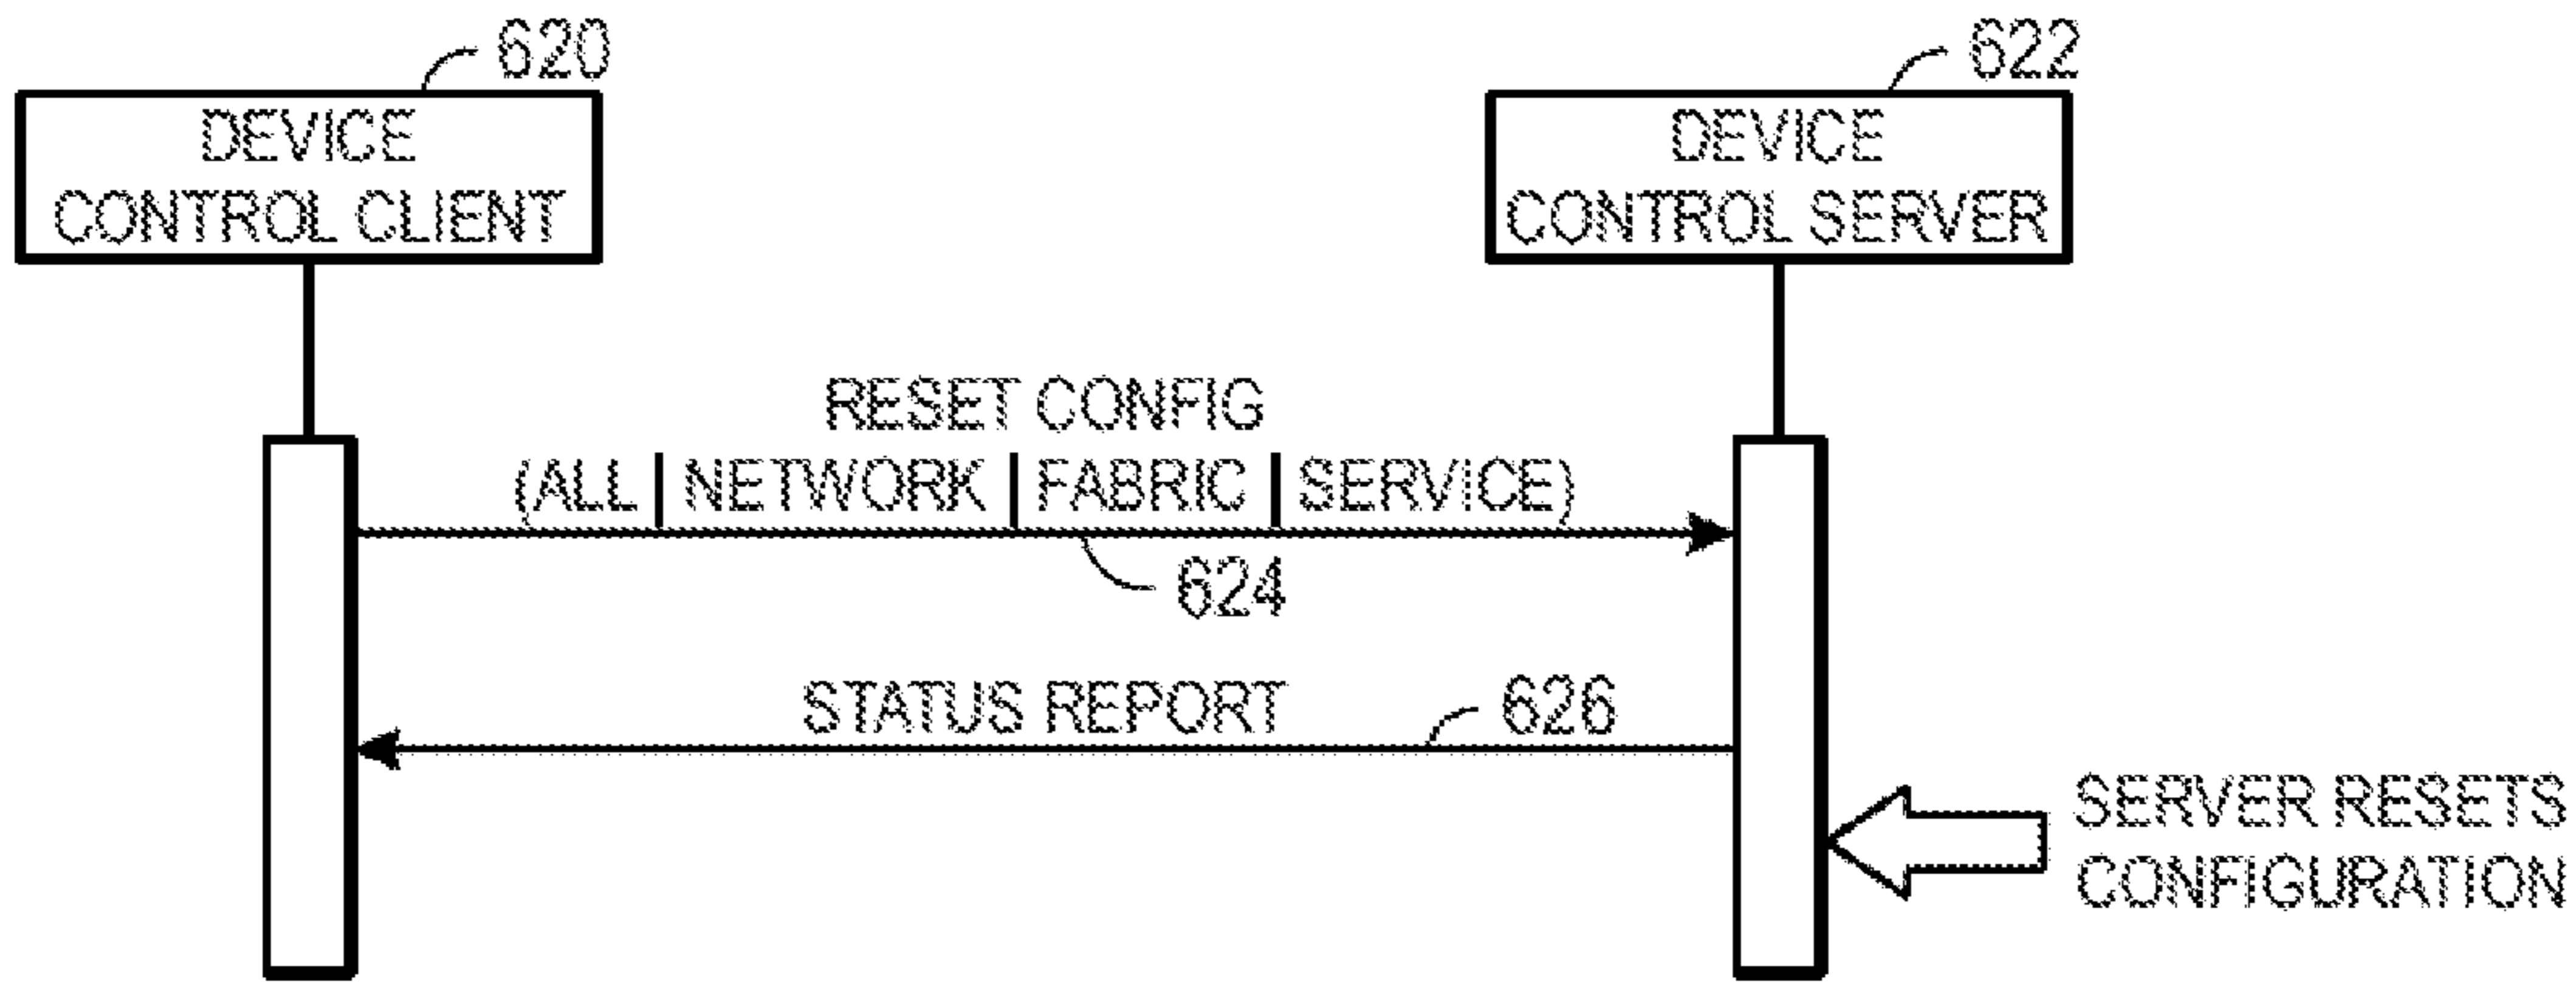 620
622
DEVICE
CONTROL CLIENT
DEVICE
CONTROL SERVER
RESET CONFIG
(ALL | NETWORK | FABRIC | SERVICE)
624
STATUS REPORT
626
SERVER RESETS
CONFIGURATION